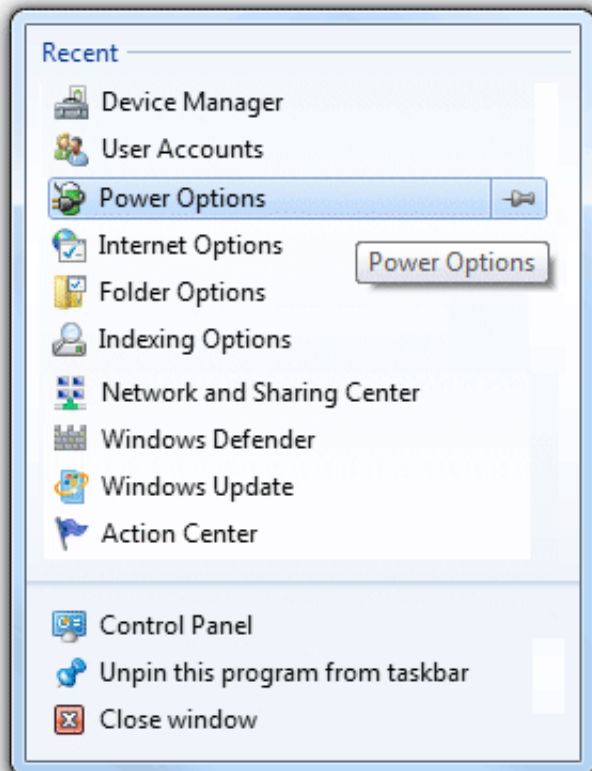 Recent
Device Manager
User Accounts
Power Options
Internet Options
Power Options
Folder Options
Indexing Options
Network and Sharing Center
Windows Defender
Windows Update
Action Center
Control Panel
Unpin this program from taskbar
Close window